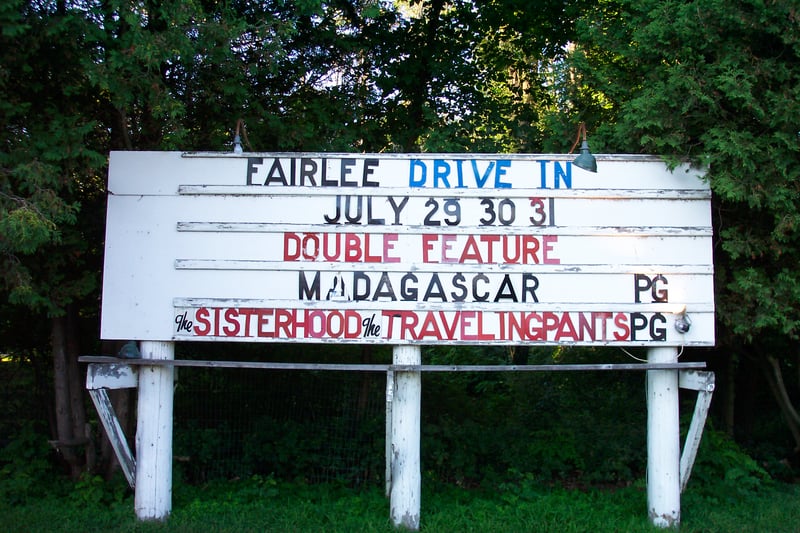 FAIRLEE DRIVE IN
JULY 29 30 31
DOUBLE FEATURE
MADAGASCAR PG
The SISTERHOOD The TRAVELINGPANTS PG